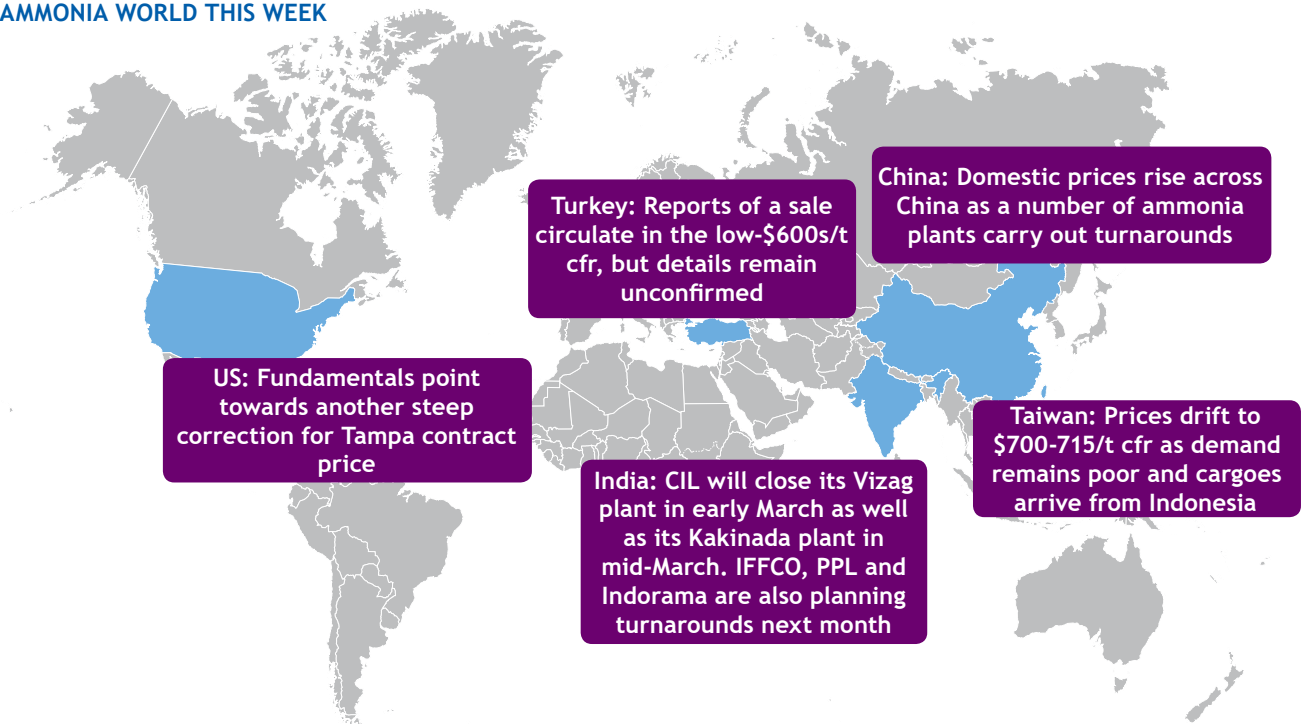 AMMONIA WORLD THIS WEEK
China: Domestic prices rise across
China as a number of ammonia
plants carry out turnarounds
Turkey: Reports of a sale
circulate in the low-$600s/t
cfr, but details remain
unconfirmed
US: Fundamentals point
towards another steep
correction for Tampa contract
price
Taiwan: Prices drift to
$700-715/t cfr as demand
remains poor and cargoes
arrive from Indonesia
India: CIL will close its Vizag
plant in early March as well
as its Kakinada plant in
mid-March. IFFCO, PPL and
Indorama are also planning
turnarounds next month